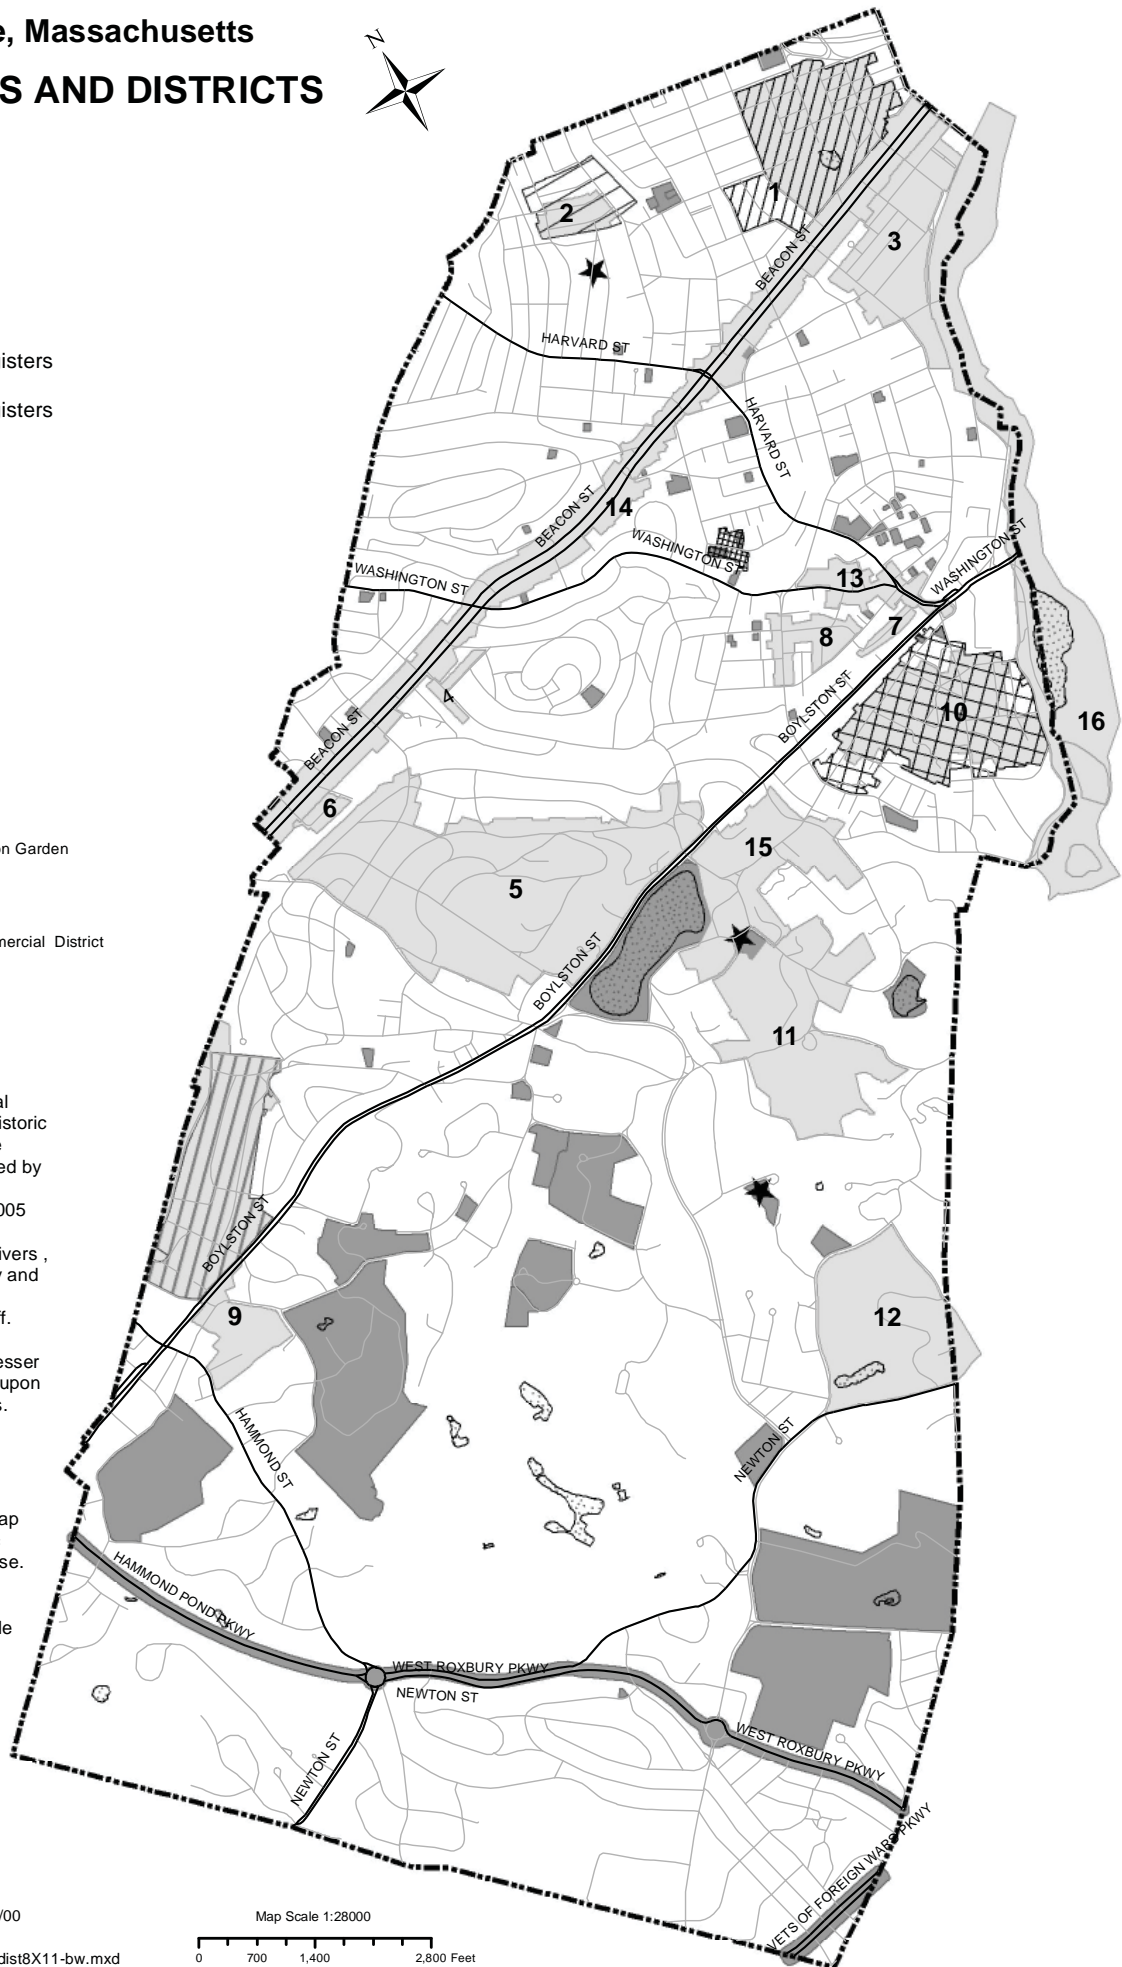 e, Massachusetts
S AND DISTRICTS
N
isters
isters
on Garden
mercial District
al
istoric
e
ed by
005
ivers ,
y and
ff.
esser
upon
s.
ap
se.
de
/00
dist8X11-bw.mxd
Map Scale 1:28000
0 700 1,400 2,800 Feet
1
2
3
BEACON ST
HARVARD ST
HARVARD ST
14
BEACON ST
WASHINGTON ST
WASHINGTON ST
WASHINGTON ST
13
7
8
4
BOYLSTON ST
10
16
BEACON ST
6
15
5
BOYLSTON ST
11
BOYLSTON ST
9
12
HAMMOND ST
NEWTON ST
HAMMOND POND PKWY
WEST ROXBURY PKWY
NEWTON ST
NEWTON ST
WEST ROXBURY PKWY
VETS OF FOREIGN WARS PKWY